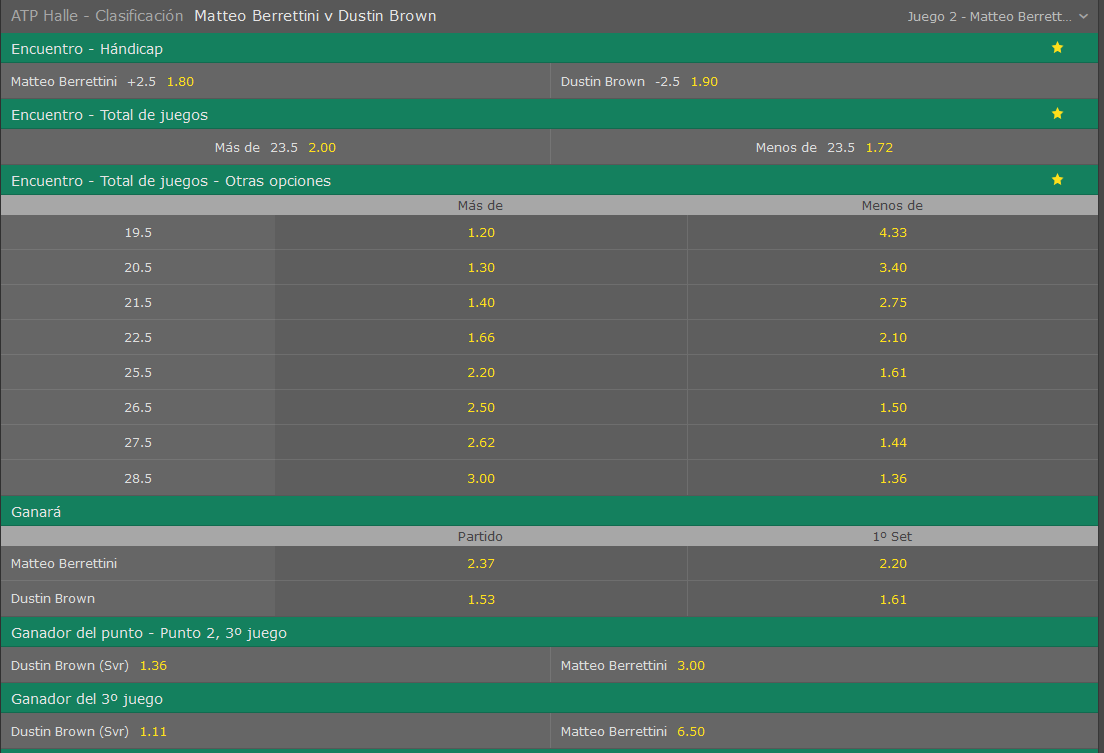 ATP Halle - Clasificación Matteo Berrettini v Dustin Brown Juego 2 - Matteo Berrett...
Encuentro - Hándicap
Matteo Berrettini +2.5 1.80 Dustin Brown -2.5 1.90
Encuentro - Total de juegos
Más de 23.5 2.00 Menos de 23.5 1.72
Encuentro - Total de juegos - Otras opciones
Más de Menos de
19.5 1.20 4.33
20.5 1.30 3.40
21.5 1.40 2.75
22.5 1.66 2.10
25.5 2.20 1.61
26.5 2.50 1.50
27.5 2.62 1.44
28.5 3.00 1.36
Ganará
Partido 1º Set
Matteo Berrettini 2.37 2.20
Dustin Brown 1.53 1.61
Ganador del punto - Punto 2, 3º juego
Dustin Brown (Svr) 1.36 Matteo Berrettini 3.00
Ganador del 3º juego
Dustin Brown (Svr) 1.11 Matteo Berrettini 6.50